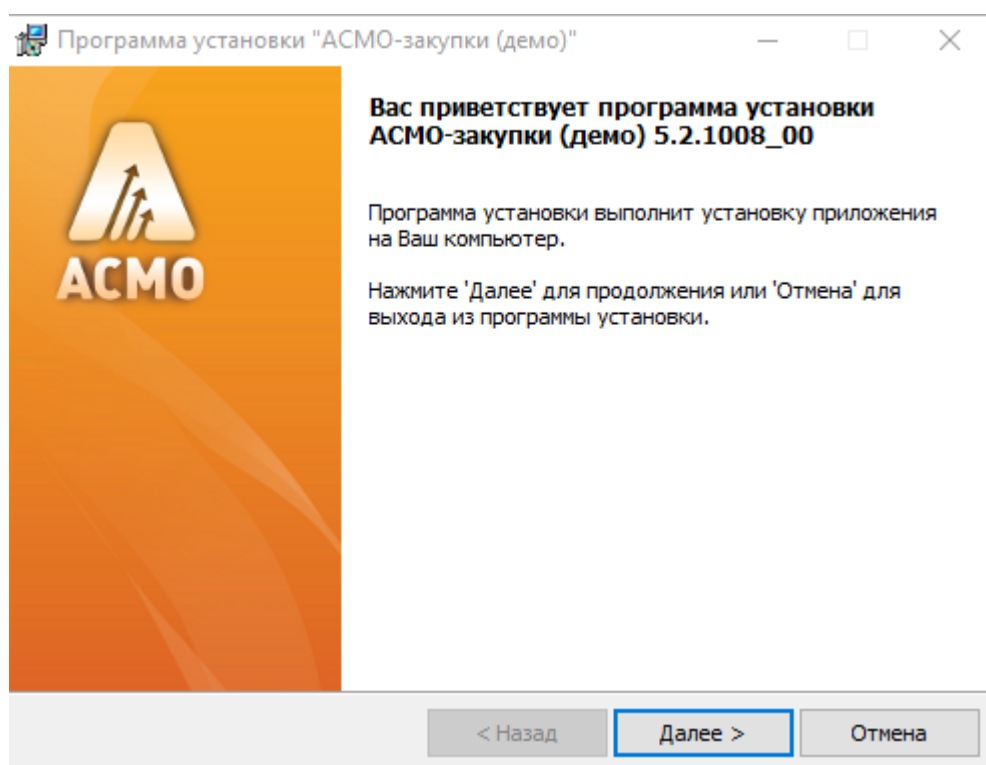 Программа установки "АСМО-закупки (демо)"
Вас приветствует программа установки
АСМО-закупки (демо) 5.2.1008_00
АСМО
Программа установки выполнит установку приложения
на Ваш компьютер.
Нажмите 'Далее' для продолжения или 'Отмена' для
выхода из программы установки.
< Назад
Далее >
Отмена